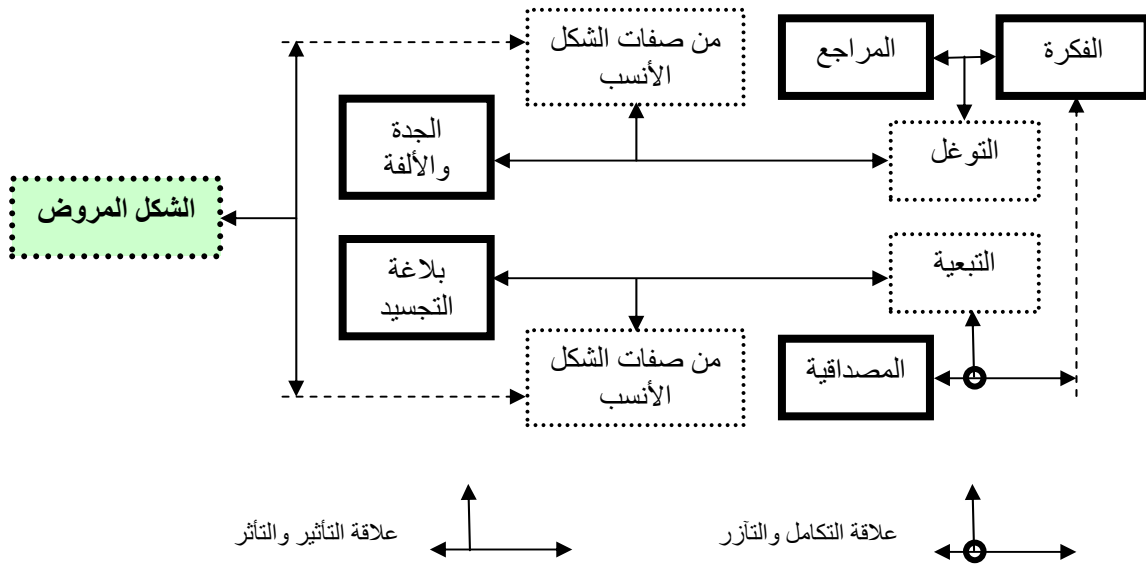 الفكرة
المراجع
من صفات الشكل
الأنسب
التوغل
الجدة
والألفة
الشكل المروض
التبعية
بلاغة
التجسيد
المصداقية
من صفات الشكل
الأنسب
علاقة التكامل والتآزر
علاقة التأثير والتأثر